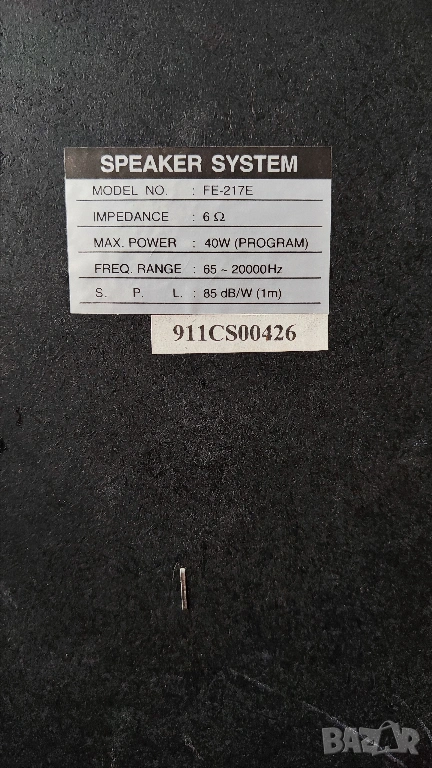 SPEAKER SYSTEM
MODEL NO. : FE-217E
IMPEDANCE : 6 Ω
MAX. POWER : 40W (PROGRAM)
FREQ. RANGE : 65 ~ 20000Hz
S. P. L. : 85 dB/W (1m)
911CS00426
BAZAR